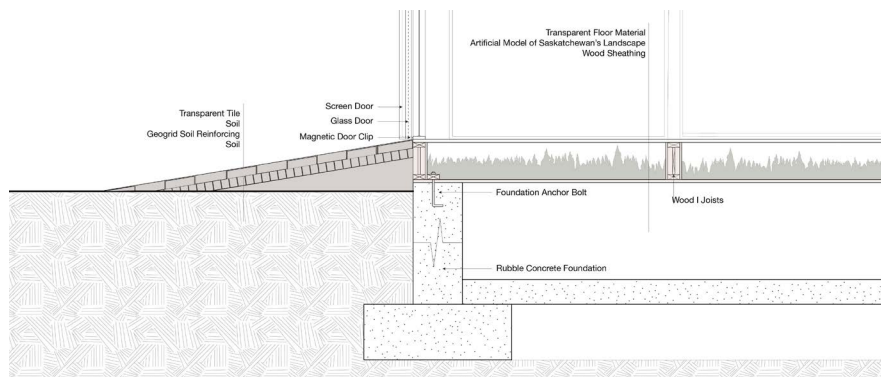 Transparent Floor Material
Artificial Model of Saskatchewan's Landscape
Wood Sheathing
Screen Door
Glass Door
Magnetic Door Clip
Transparent Tile
Soil
Geogrid Soil Reinforcing
Soil
Foundation Anchor Bolt
Wood I Joists
Rubble Concrete Foundation